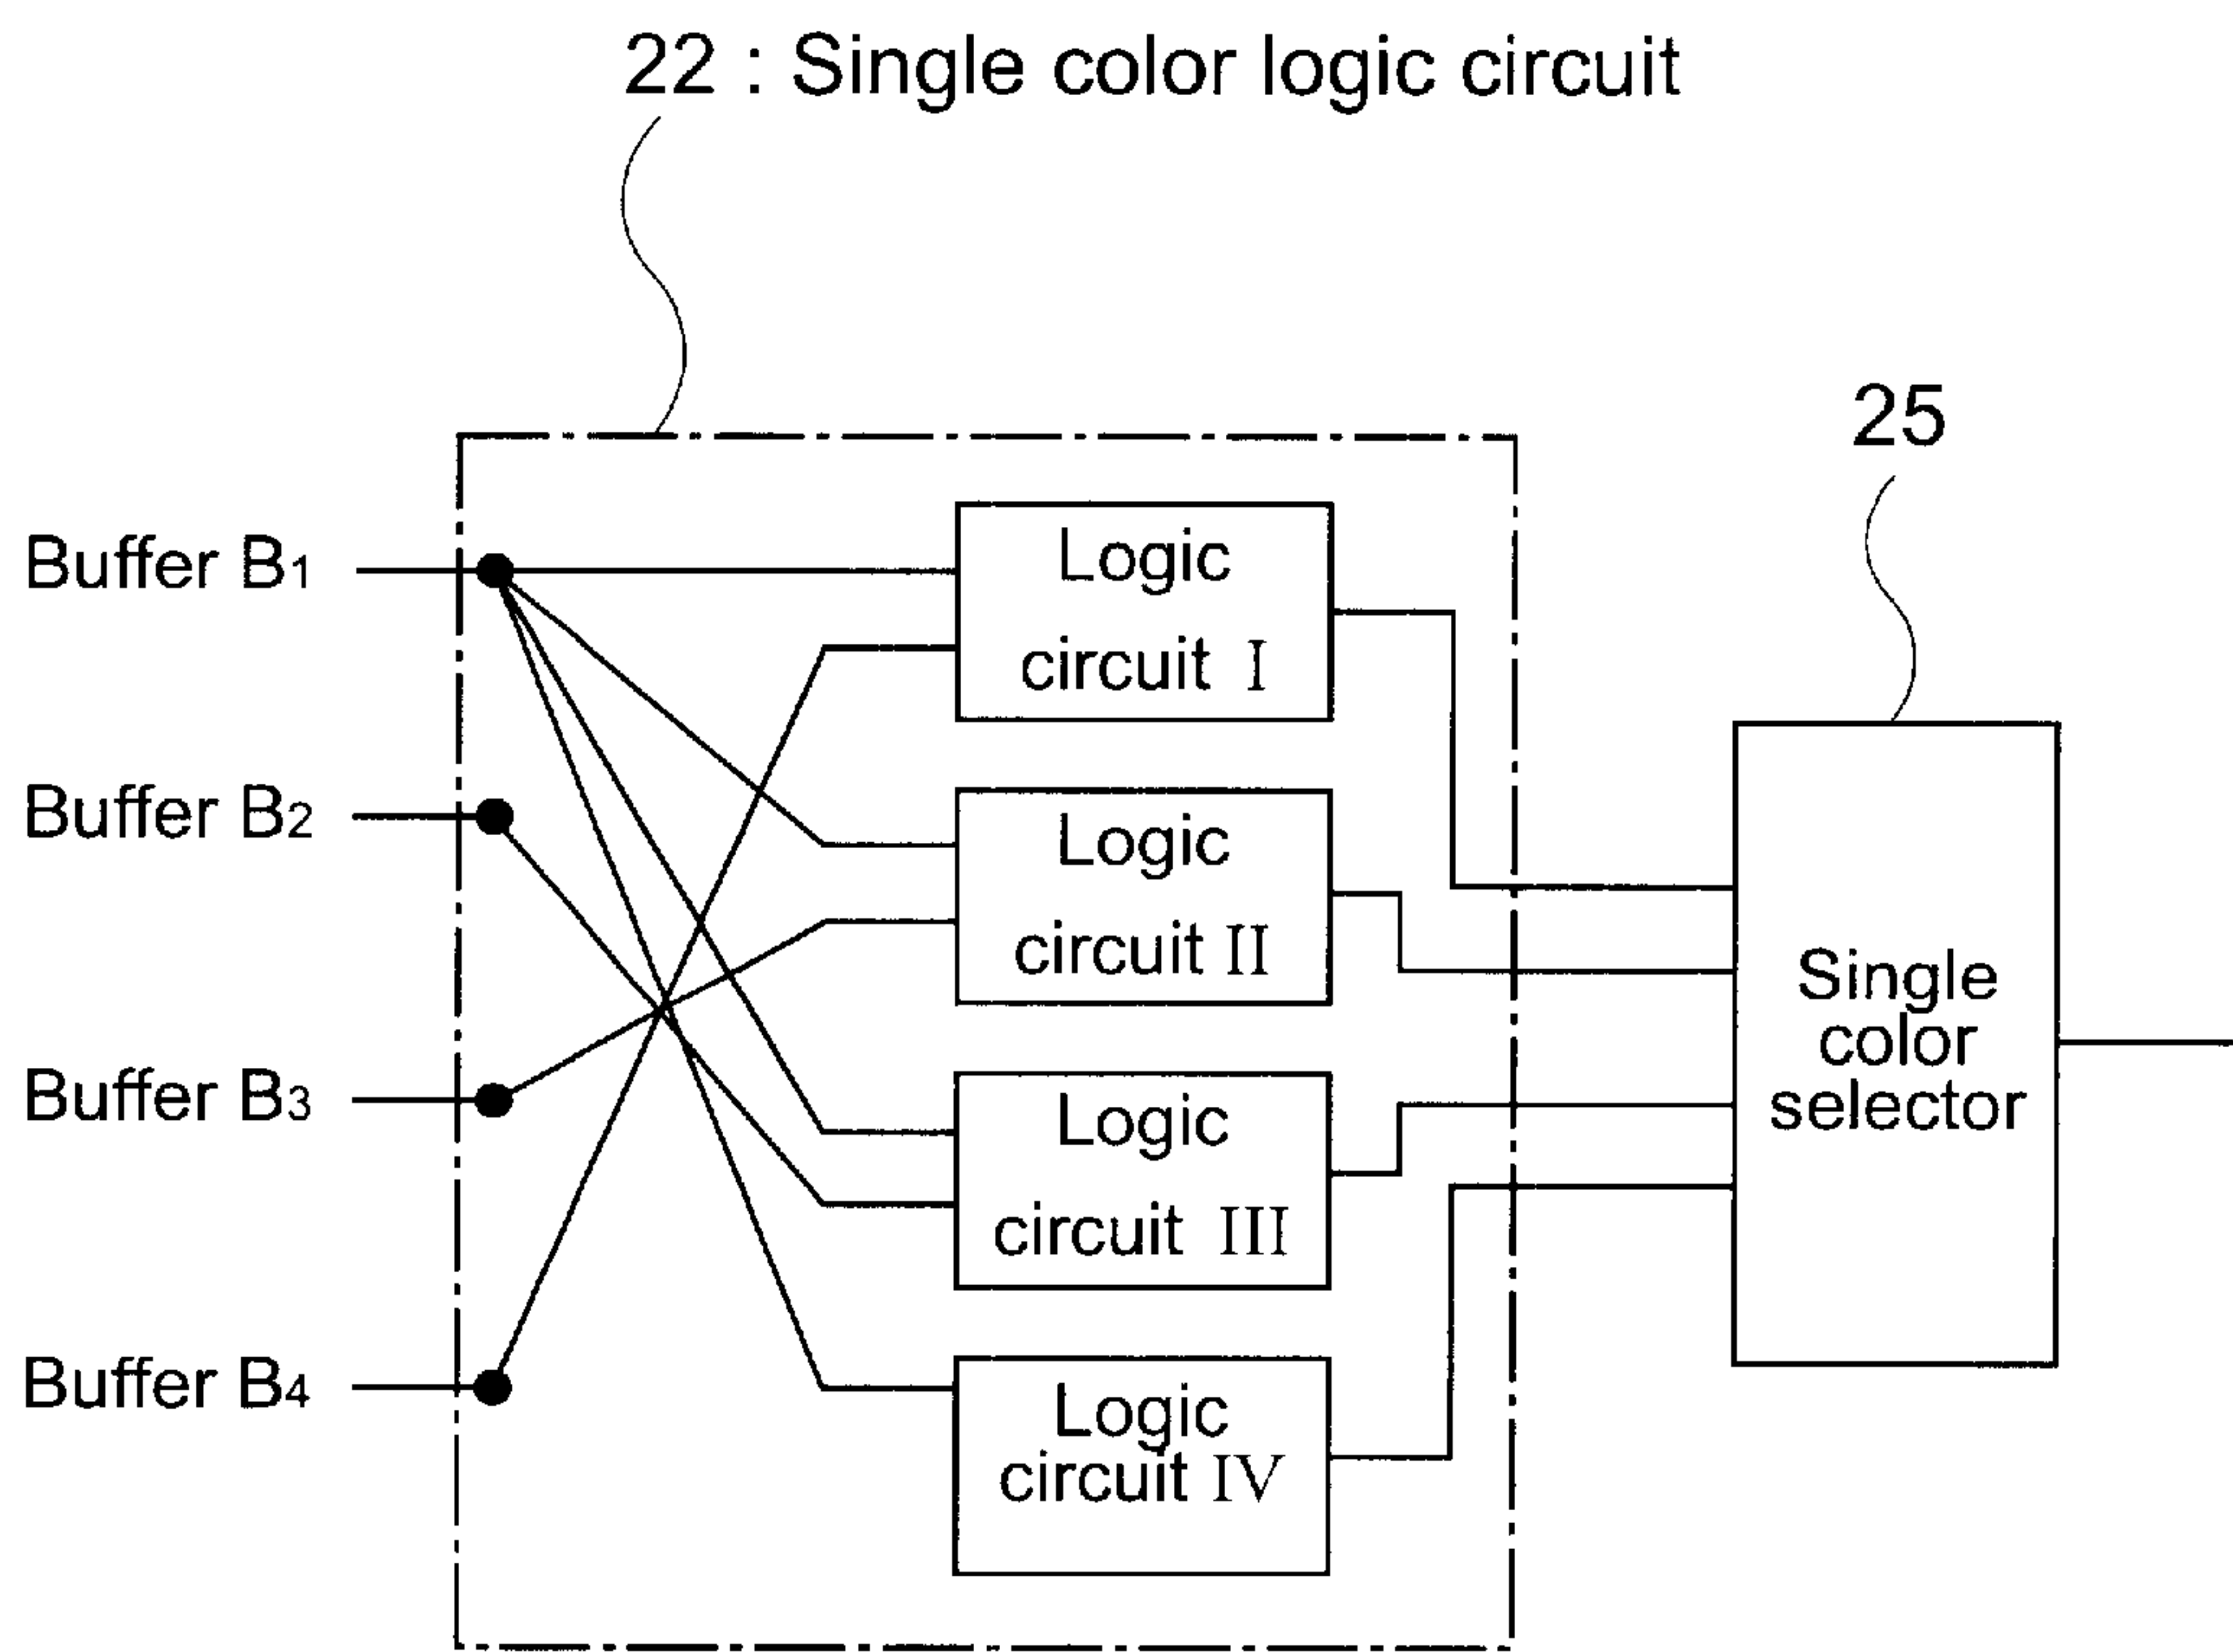 22 : Single color logic circuit
25
Buffer B1
Buffer B2
Buffer B3
Buffer B4
Logic
circuit I
Logic
circuit II
Logic
circuit III
Logic
circuit IV
Single
color
selector